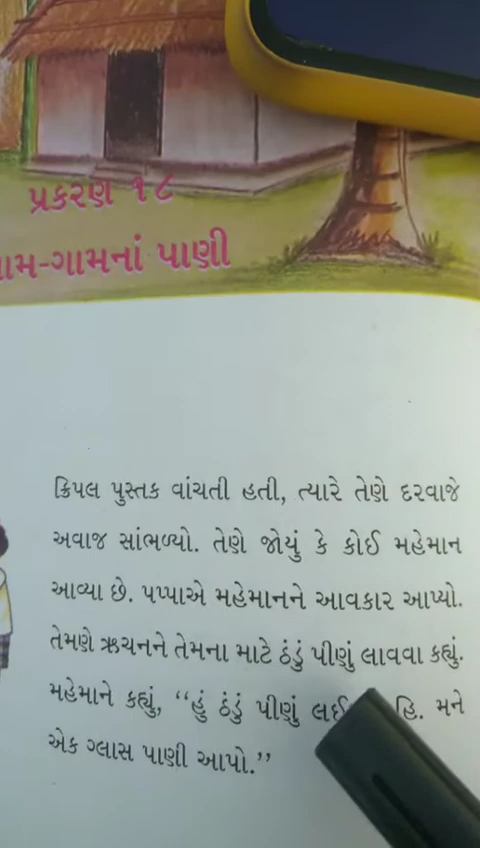 પ્રકરણ ૧૮
ગામનાં પાણી
ક્રિપલ પુસ્તક વાંચતી હતી, ત્યારે તેણે દરવાજે
અવાજ સાંભળ્યો. તેણે જોયું કે કોઈ મહેમાન
આવ્યા છે. પપ્પાએ મહેમાનને આવકાર આપ્યો.
તેમણે ઋચનને તેમના માટે ઠંડું પીણું લાવવા કહ્યું.
મહેમાને કહ્યું, ‘‘હું ઠંડું પીણું મને
એક ગ્લાસ પાણી આપો.’’